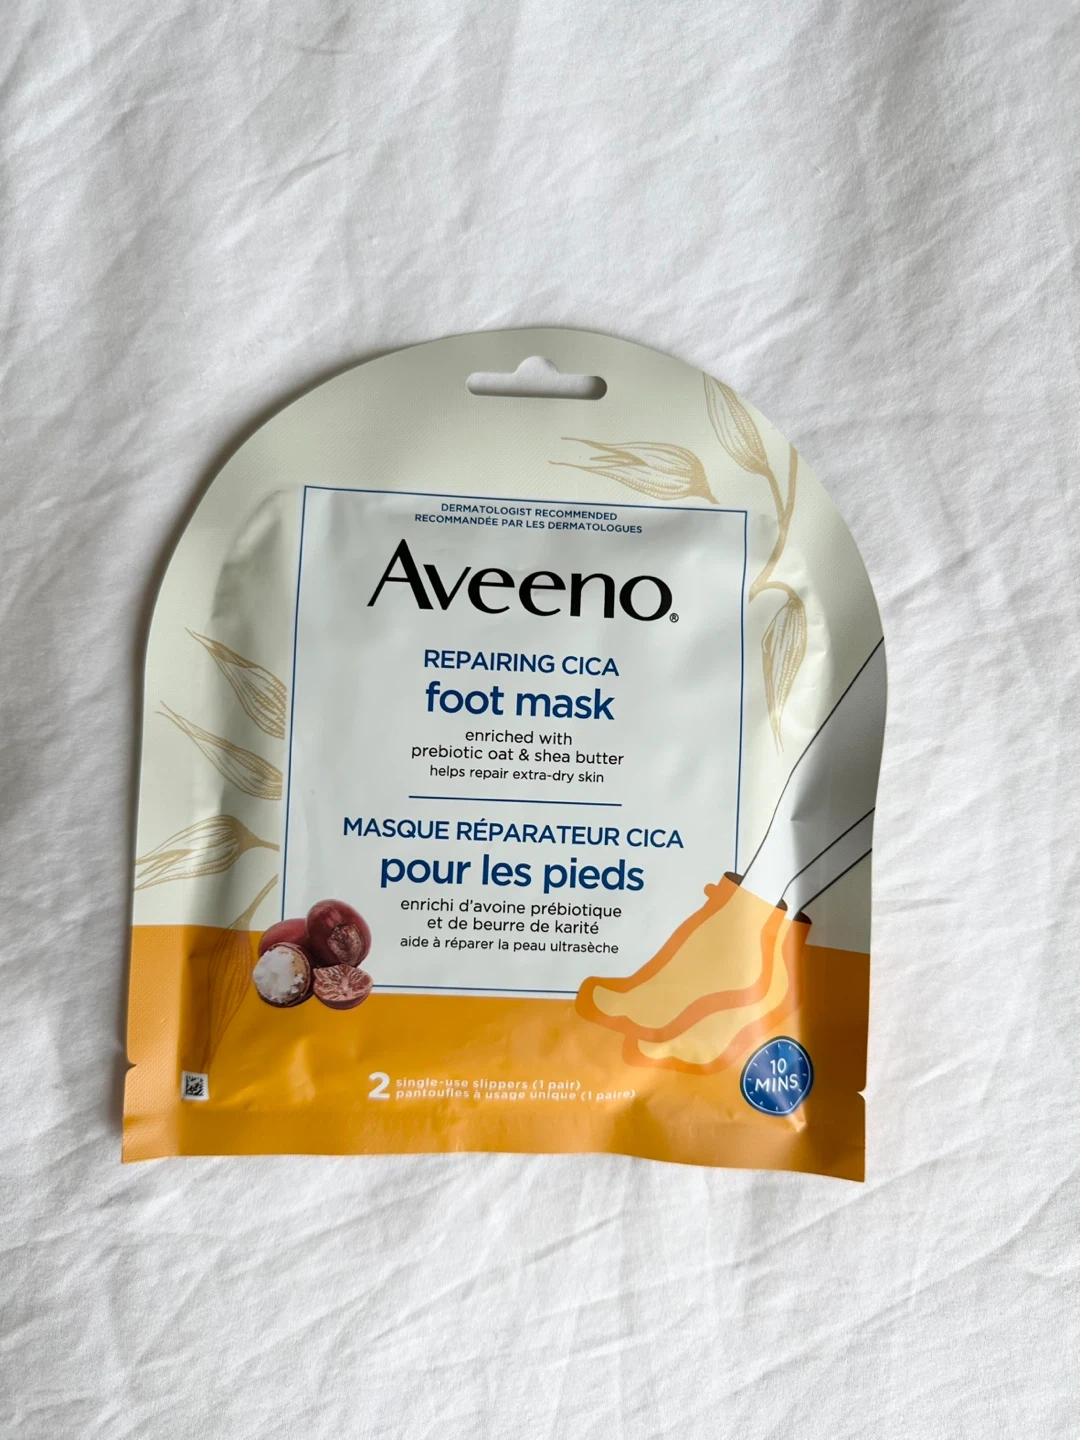 DERMATOLOGIST RECOMMENDED
RECOMMANDÉE PAR LES DERMATOLOGUES
Aveeno®
REPAIRING CICA
foot mask
enriched with
prebiotic oat & shea butter
helps repair extra-dry skin
MASQUE RÉPARATEUR CICA
pour les pieds
enrichi d'avoine prébiotique
et de beurre de karité
aide à réparer la peau ultrasèche
10
MINS
2 single-use slippers (1 pair)
pantoufles à usage unique (1 paire)